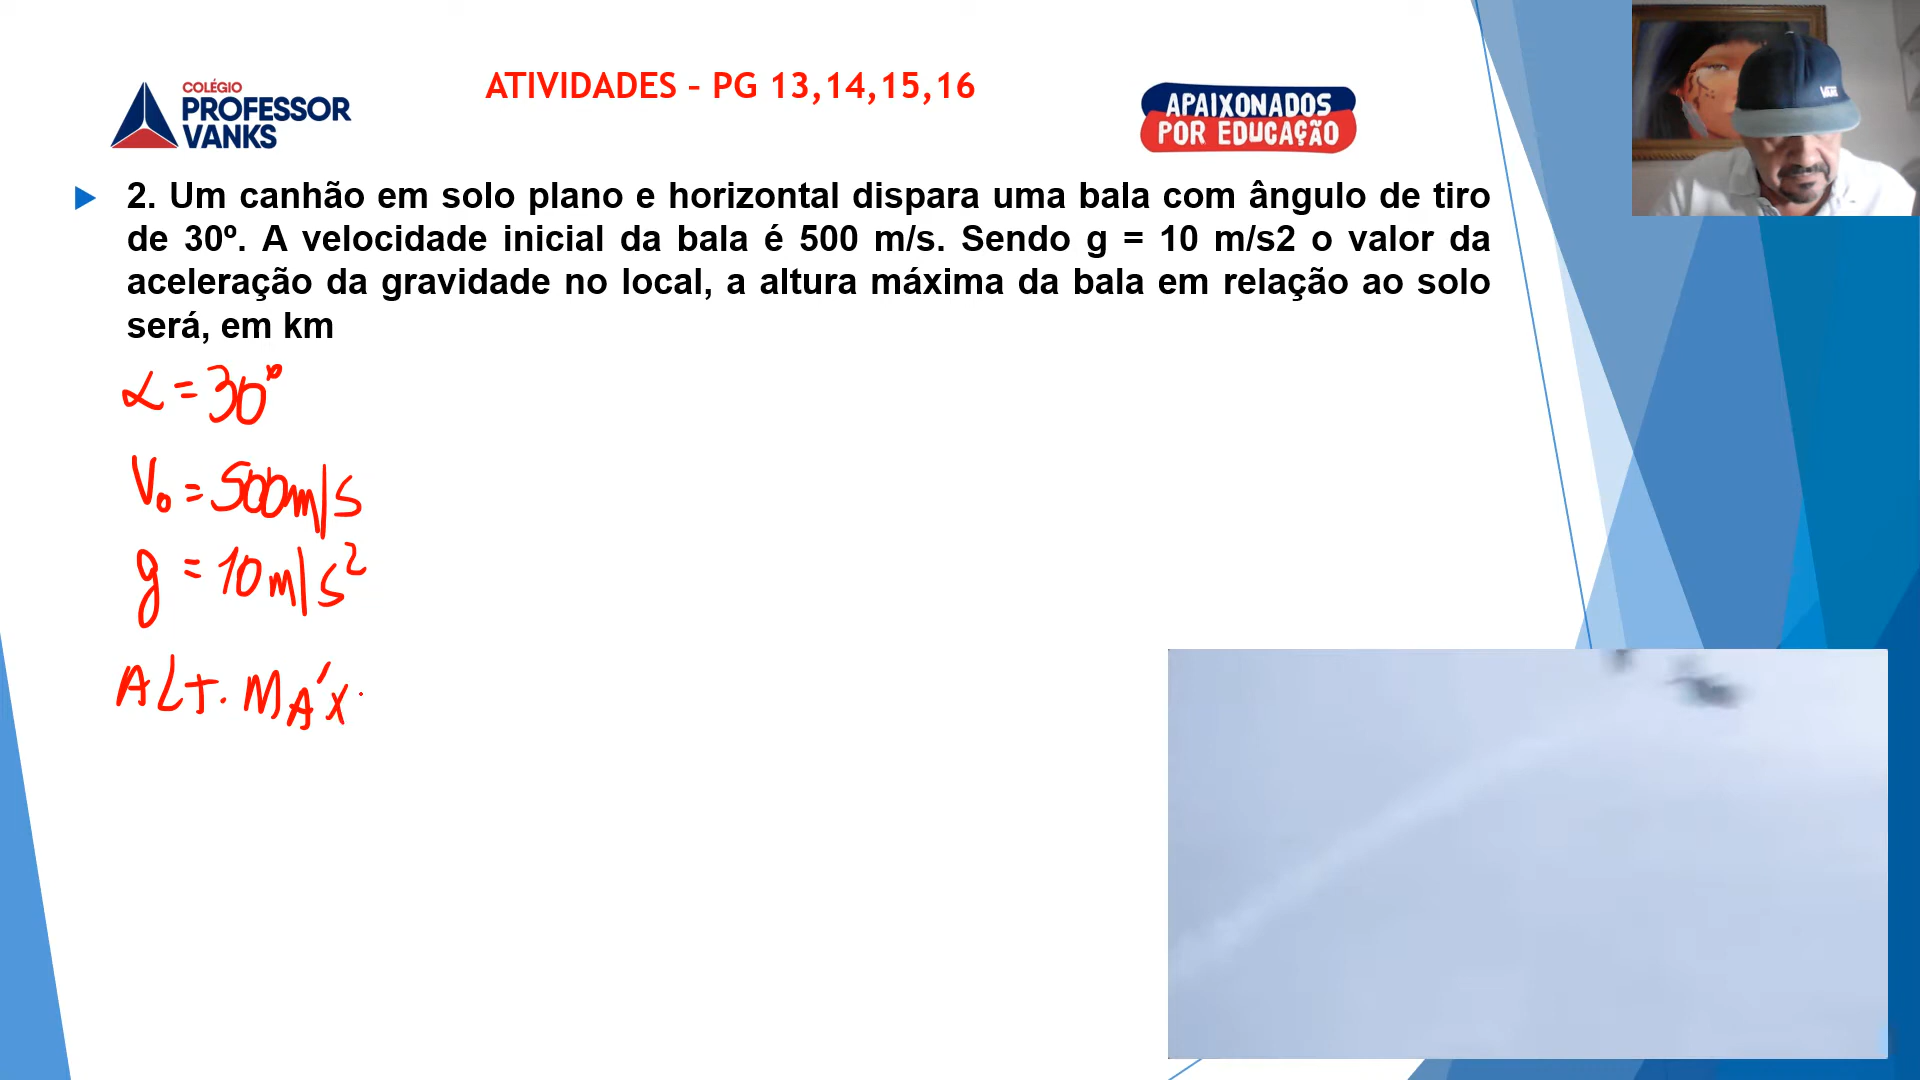 COLÉGIO
PROFESSOR
VANKS
ATIVIDADES – PG 13,14,15,16
APAIXONADOS
POR EDUCAÇÃO
2. Um canhão em solo plano e horizontal dispara uma bala com ângulo de tiro
de 30º. A velocidade inicial da bala é 500 m/s. Sendo g = 10 m/s2 o valor da
aceleração da gravidade no local, a altura máxima da bala em relação ao solo
será, em km
α = 30°
V₀ = 500 m/s
g = 10 m/s²
ALT. MÁX.